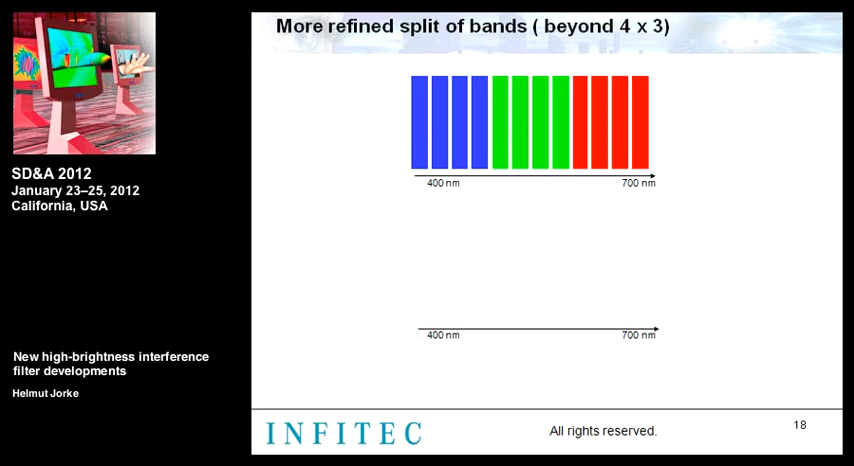 More refined split of bands ( beyond 4 x 3)
SD&A 2012
January 23–25, 2012
California, USA
400 nm
700 nm
400 nm
700 nm
New high-brightness interference
filter developments
Helmut Jorke
INFITEC
All rights reserved.
18